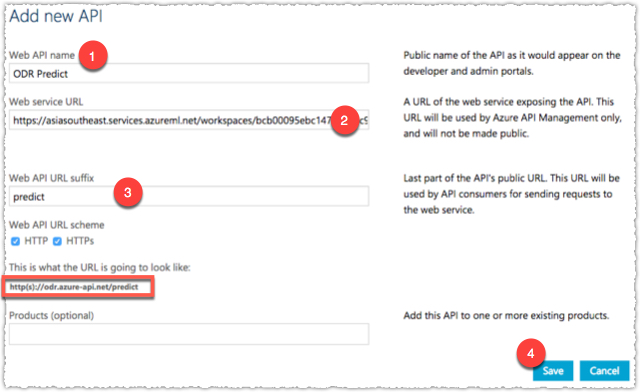 Add new API
Web API name
1
ODR Predict
Public name of the API as it would appear on the
developer and admin portals.
Web service URL
https://asiasoutheast.services.azureml.net/workspaces/bcb00095ebc147
2
A URL of the web service exposing the API. This
URL will be used by Azure API Management only,
and will not be made public.
Web API URL suffix
3
predict
Last part of the API's public URL. This URL will be
used by API consumers for sending requests to
the web service.
Web API URL scheme
HTTP HTTPs
This is what the URL is going to look like:
http(s)://odr.azure-api.net/predict
Products (optional)
Add this API to one or more existing products.
4
Save Cancel